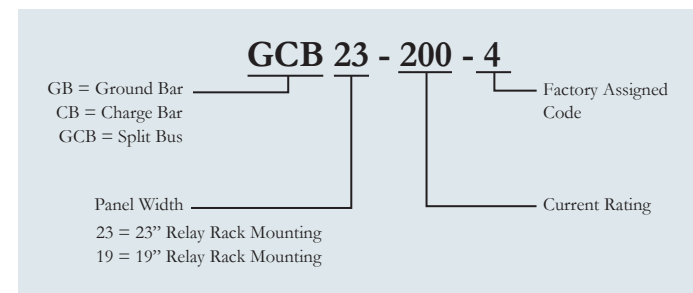 GCB 23 - 200 - 4
GB = Ground Bar
CB = Charge Bar
GCB = Split Bus
Factory Assigned
Code
Panel Width
23 = 23” Relay Rack Mounting
19 = 19” Relay Rack Mounting
Current Rating